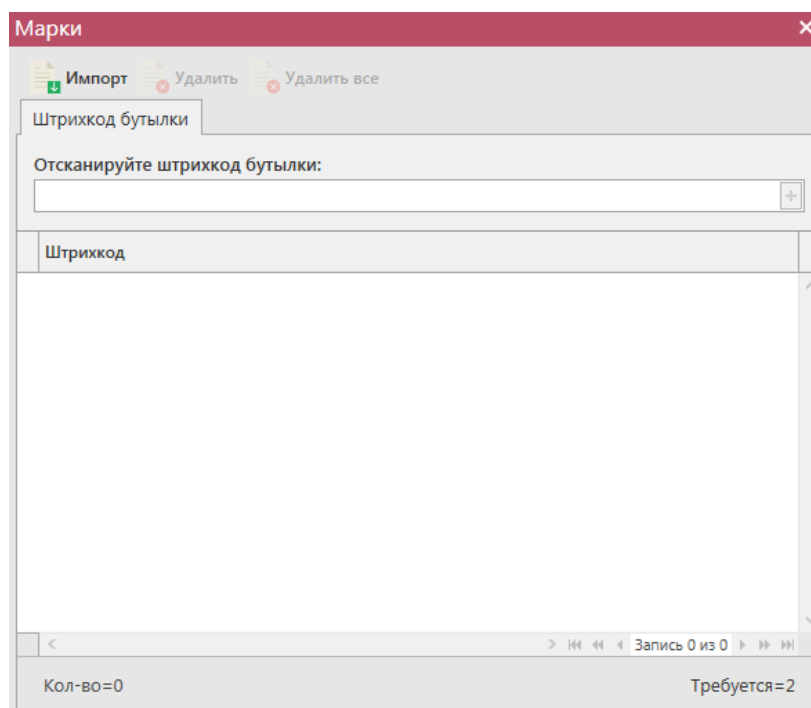 Марки
Импорт Удалить Удалить все
Штрихкод бутылки
Отсканируйте штрихкод бутылки:
Штрихкод
Запись 0 из 0
Кол-во=0 Требуется=2